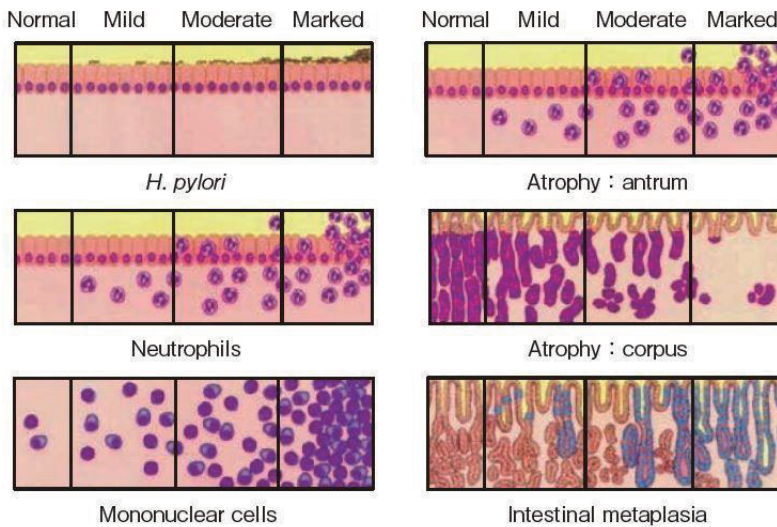 Normal Mild Moderate Marked Normal Mild Moderate Marked
H. pylori Atrophy：antrum
Neutrophils Atrophy：corpus
Mononuclear cells Intestinal metaplasia